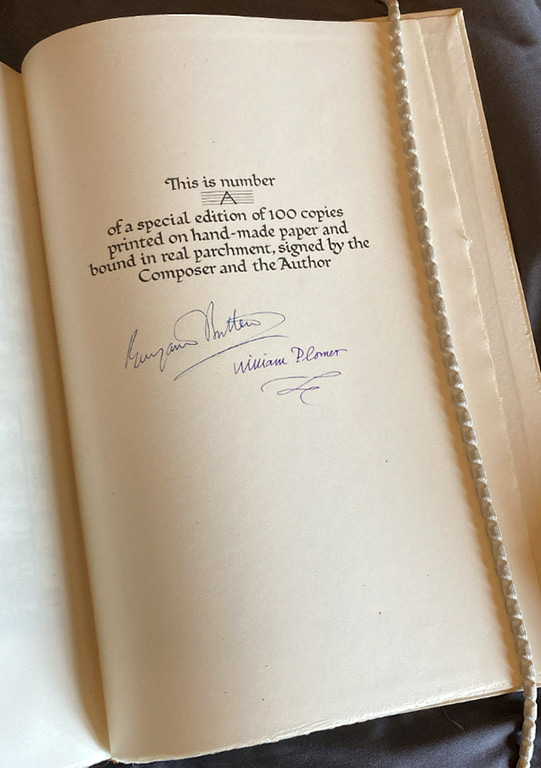 This is number
A
of a special edition of 100 copies
printed on hand-made paper and
bound in real parchment, signed by the
Composer and the Author
Benjamin Britten
William Plomer